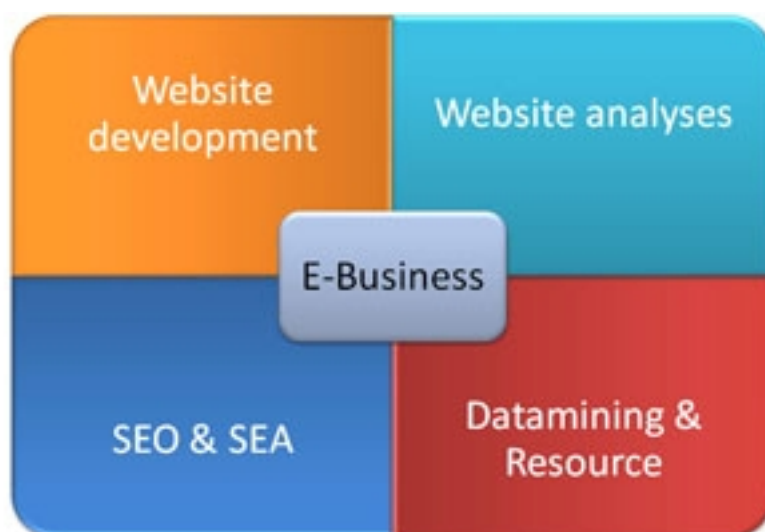 Website
development
Website analyses
E-Business
SEO & SEA
Datamining &
Resource